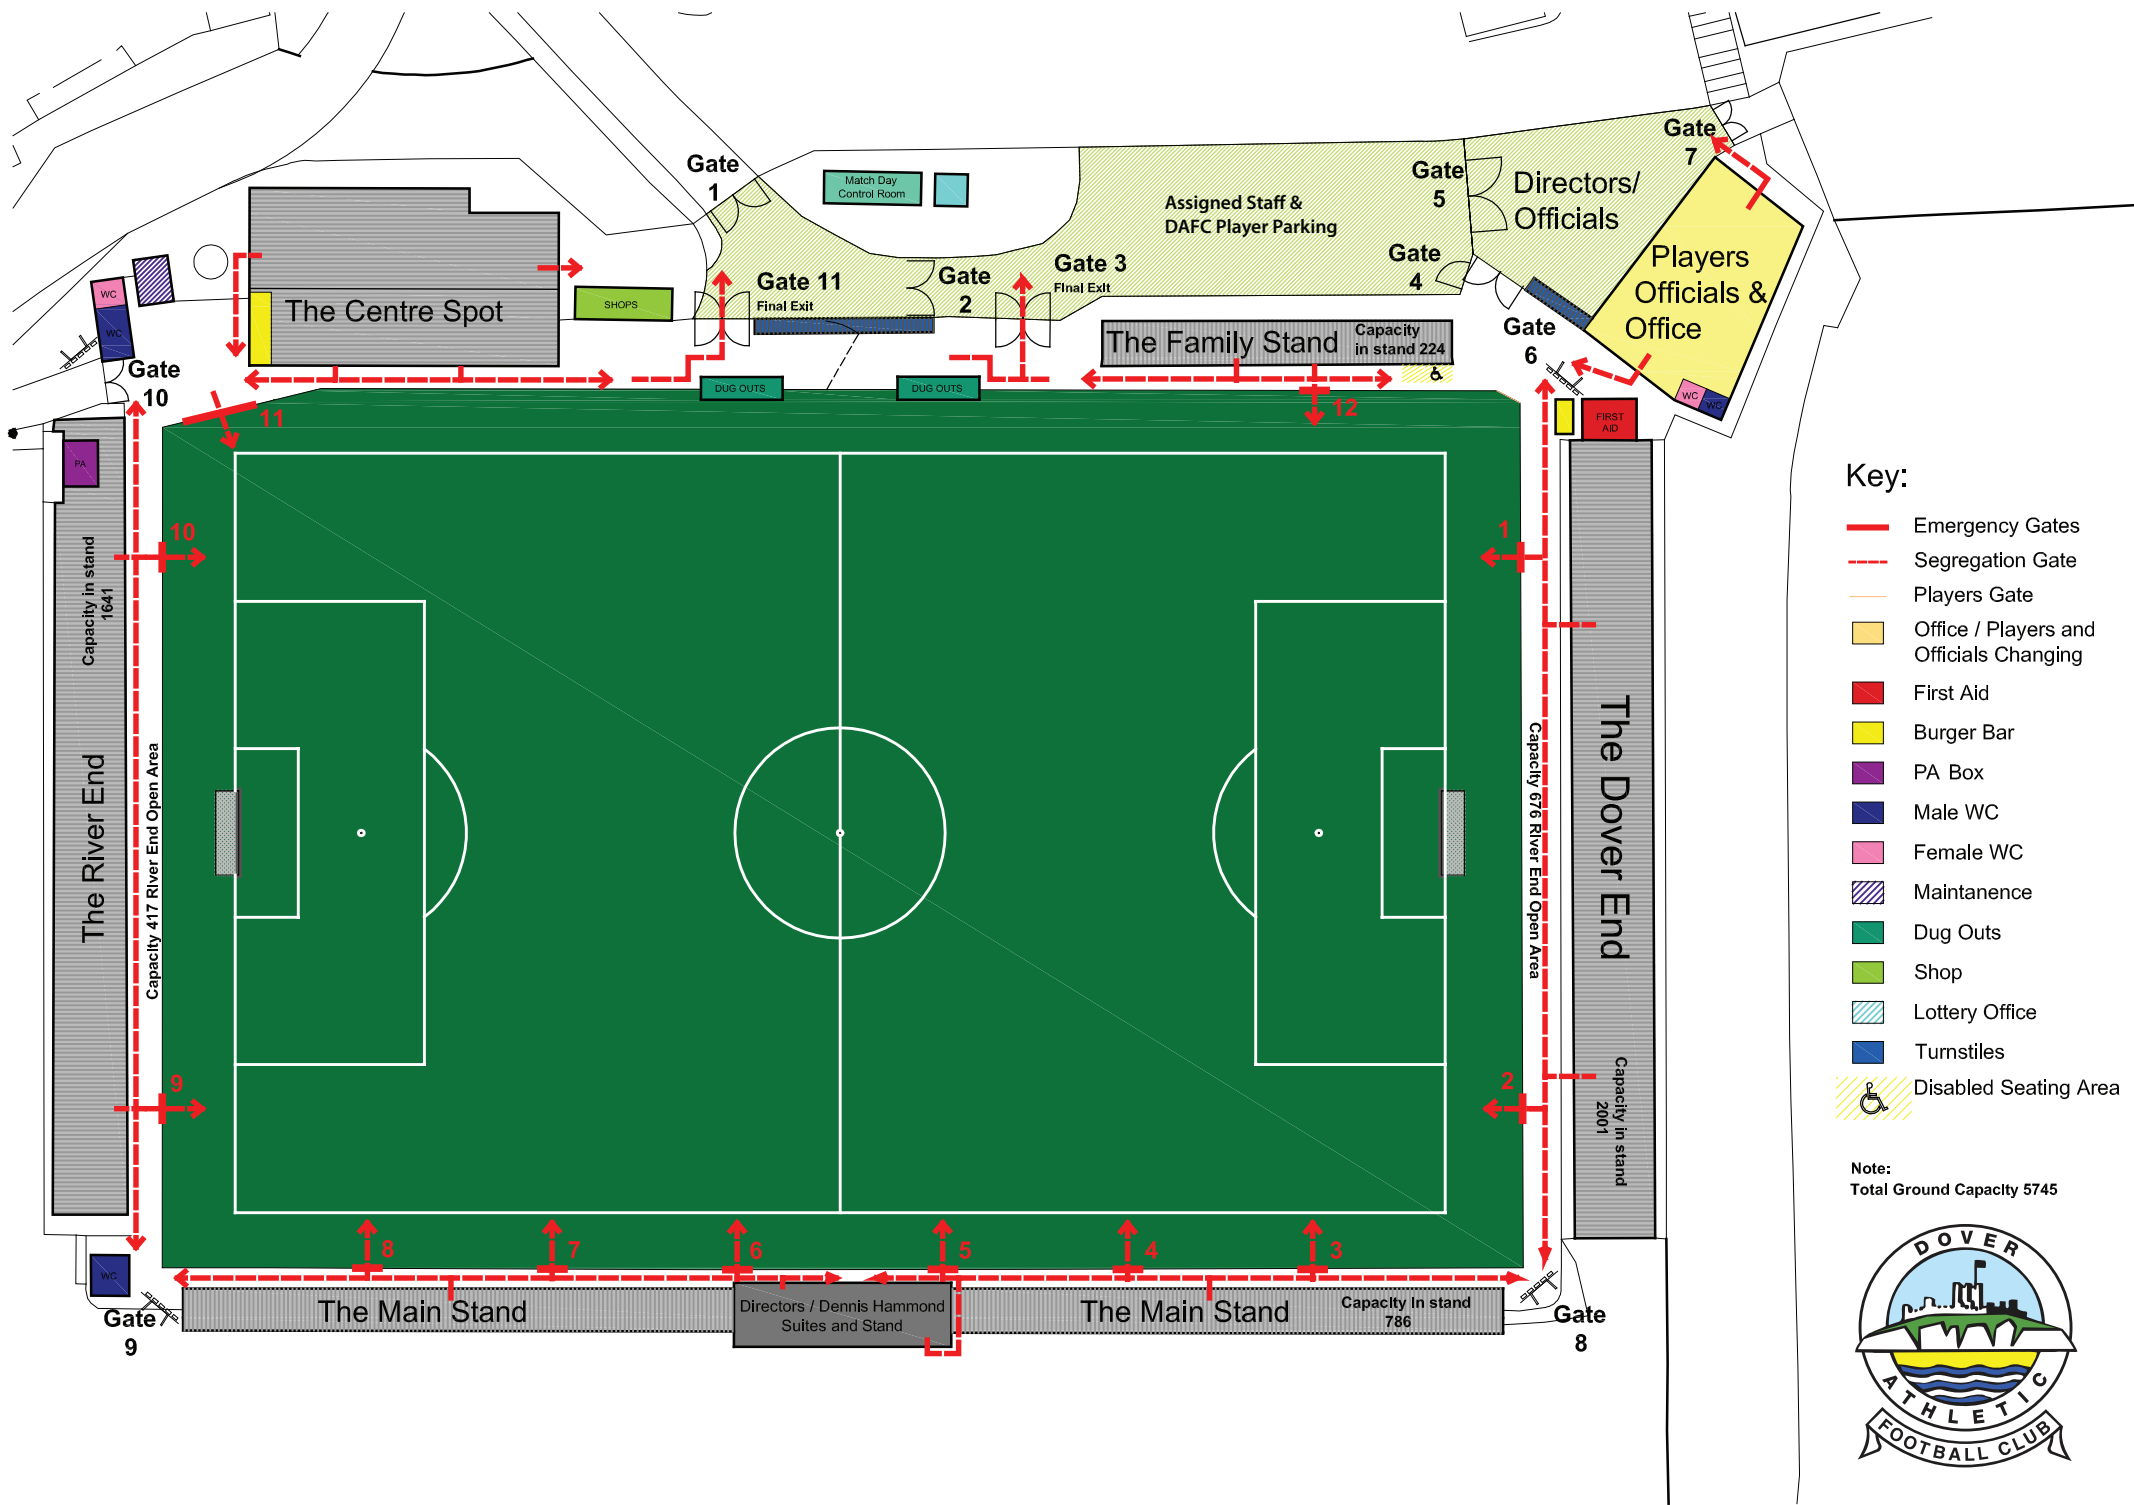 Gate
1
Match Day
Control Room
Assigned Staff &
DAFC Player Parking
Gate
5
Directors/
Officials
Gate
7
Gate
4
Players
Officials &
Office
Gate 11
Final Exit
Gate
2
Gate 3
FInal ExIt
Gate
6
WC
WC
The Centre Spot
SHOPS
The Family Stand
Capacity
in stand 224
DUG OUTS
DUG OUTS
Gate
10
11
12
WC
WC
FIRST
AID
PA
10
1
Capacity in stand
1641
The River End
CapacIty 417 RIver End Open Area
CapacIty 676 RIver End Open Area
The Dover End
Capacity in stand
2001
9
2
8
7
6
5
4
3
WC
Gate
9
The Main Stand
Directors / Dennis Hammond
Suites and Stand
The Main Stand
CapacIty In stand
786
Gate
8
Key:
Emergency Gates
Segregation Gate
Players Gate
Office / Players and
Officials Changing
First Aid
Burger Bar
PA Box
Male WC
Female WC
Maintanence
Dug Outs
Shop
Lottery Office
Turnstiles
Disabled Seating Area
Note:
Total Ground CapacIty 5745
DOVER
ATHLETIC
FOOTBALL CLUB